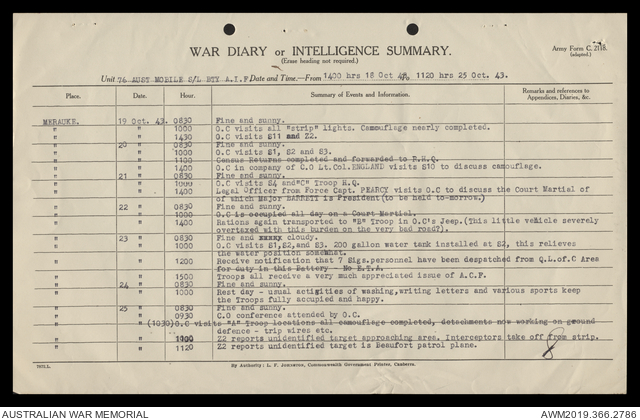 WAR DIARY or INTELLIGENCE SUMMARY.
(Erase heading not required.)
Army Form C. 2118.
(adapted.)
Unit 76 AUST MOBILE S/L BTY A.I.F Date and Time.—From 1400 hrs 18 Oct 43, 1120 hrs 25 Oct. 43.
Place. Date. Hour. Summary of Events and Information. Remarks and references to Appendices, Diaries, &c.
MERAUKE. 19 Oct. 43. 0830 Fine and sunny.
" " 1000 O.C visits all "strip" lights. Camouflage nearly completed.
" " 1430 O.C visits S11 and Z2.
" 20 " 0830 Fine and sunny.
" " 1000 O.C visits S1, S2 and S3.
" " 1100 Census Returns completed and forwarded to R.H.Q.
" " 1400 O.C in company of C.O Lt.Col.ENGLAND visits S10 to discuss camouflage.
" 21 " 0830 Fine and sunny.
" " 1000 O.C visits S4 and "C" Troop H.Q.
" " 1400 Legal Officer from Force Capt. PEARCY visits O.C to discuss the Court Martial of
of which Major BARRETT is President(to be held to-morrow.)
" 22 " 0830 Fine and sunny.
" " 1000 O.C is occupied all day on a Court Martial.
" " 1400 Rations again transported to "B" Troop in O.C's Jeep.(This little vehicle severely
overtaxed with this burden on the very bad road?).
" 23 " 0830 Fine and cloudy.
" " 1000 O.C visits S1,S2,and S3. 200 gallon water tank installed at S2, this relieves
the water position somewhat.
" " 1200 Receive notification that 7 Sigs.personnel have been despatched from Q.L.of.C Area
for duty in this Battery - No E.T.A.
" " 1500 Troops all receive a very much appreciated issue of A.C.F.
" 24 " 0830 Fine and sunny.
" " 1000 Rest day - usual activities of washing,writing letters and various sports keep
the Troops fully occupied and happy.
" 25 " 0830 Fine and sunny.
" " 0930 C.O conference attended by O.C.
" " (1030) O.C visits "A" Troop locations all camouflage completed, detachments now working on ground
defence - trip wires etc.
" " 1100 Z2 reports unidentified target approaching area. Interceptors take off from strip.
" " 1120 Z2 reports unidentified target is Beaufort patrol plane.
By Authority: L. F. Johnston, Commonwealth Government Printer, Canberra.
AUSTRALIAN WAR MEMORIAL
AWM2019.366.2786